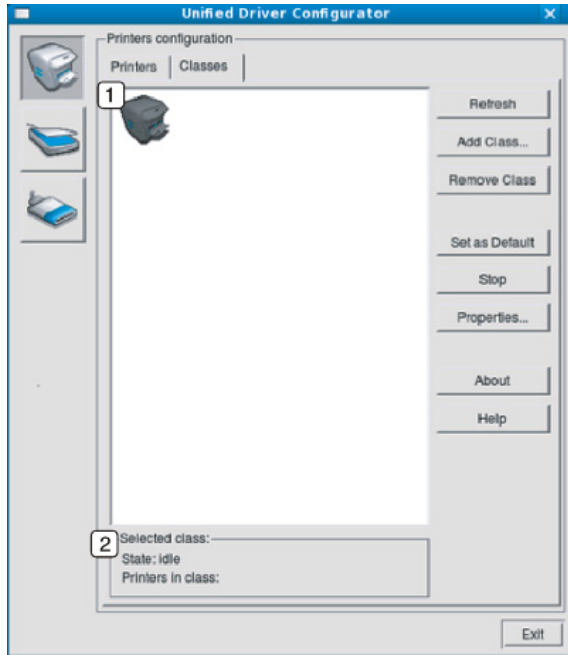 Unified Driver Configurator
Printers configuration
Printers Classes
1
Refresh
Add Class...
Remove Class
Set as Default
Stop
Properties...
About
Help
2 Selected class:
State: idle
Printers in class:
Exit